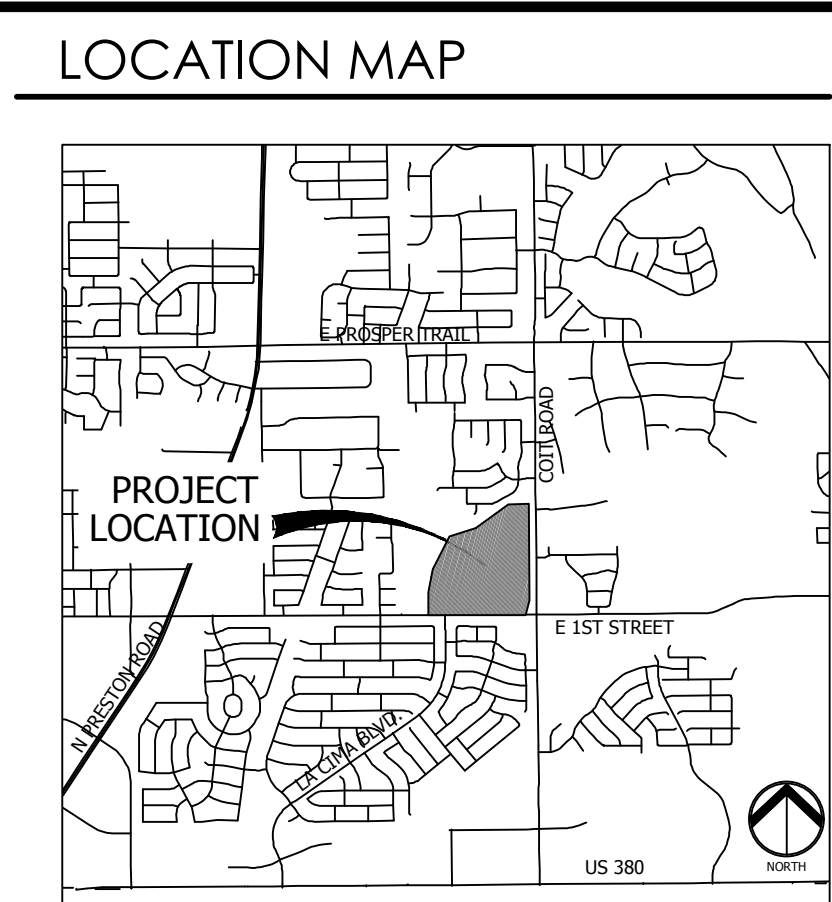 LOCATION MAP
E PROSPER TRAIL
COIT ROAD
PROJECT
LOCATION
E 1ST STREET
N PRESTON ROAD
LA CIMA BLVD.
US 380
NORTH